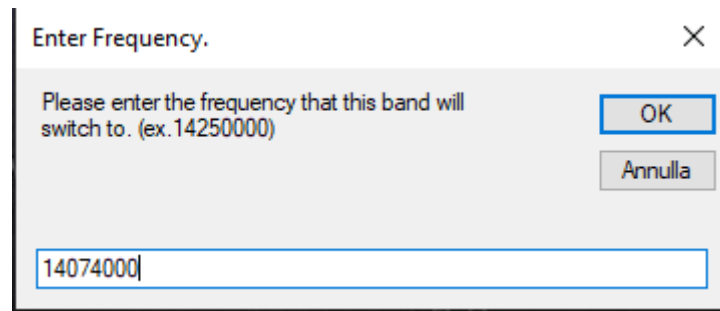 Enter Frequency.
Please enter the frequency that this band will
switch to. (ex.14250000)
OK
Annulla
14074000